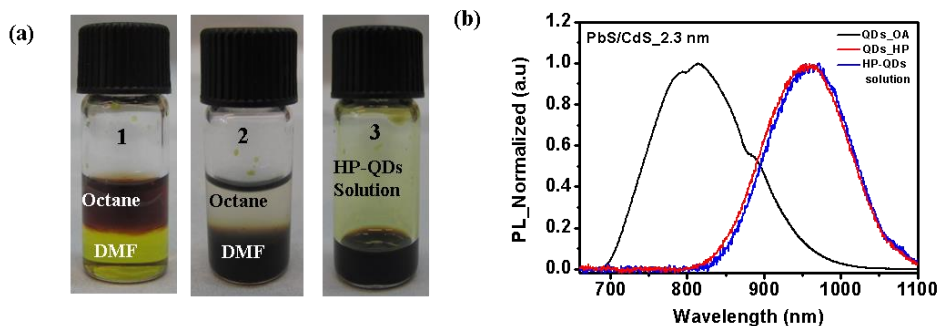 (a)
1
Octane
DMF
2
Octane
DMF
3
HP-QDs
Solution
(b)
PbS/CdS_2.3 nm
QDs_OA
QDs_HP
HP-QDs
solution
PL_Normalized (a.u)
1.2
1.0
0.8
0.6
0.4
0.2
0.0
700 800 900 1000 1100
Wavelength (nm)